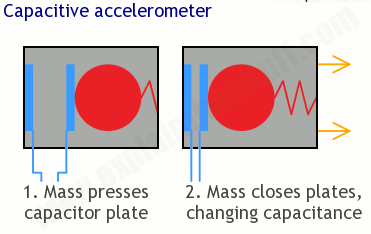 Capacitive accelerometer
1. Mass presses
capacitor plate
2. Mass closes plates,
changing capacitance